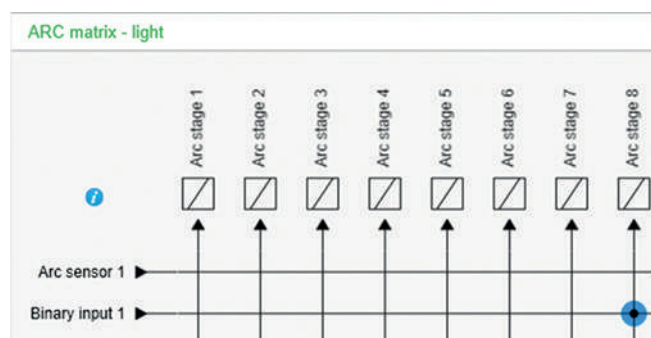 ARC matrix - light
Arc stage 1
Arc stage 2
Arc stage 3
Arc stage 4
Arc stage 5
Arc stage 6
Arc stage 7
Arc stage 8
i
Arc sensor 1
Binary input 1